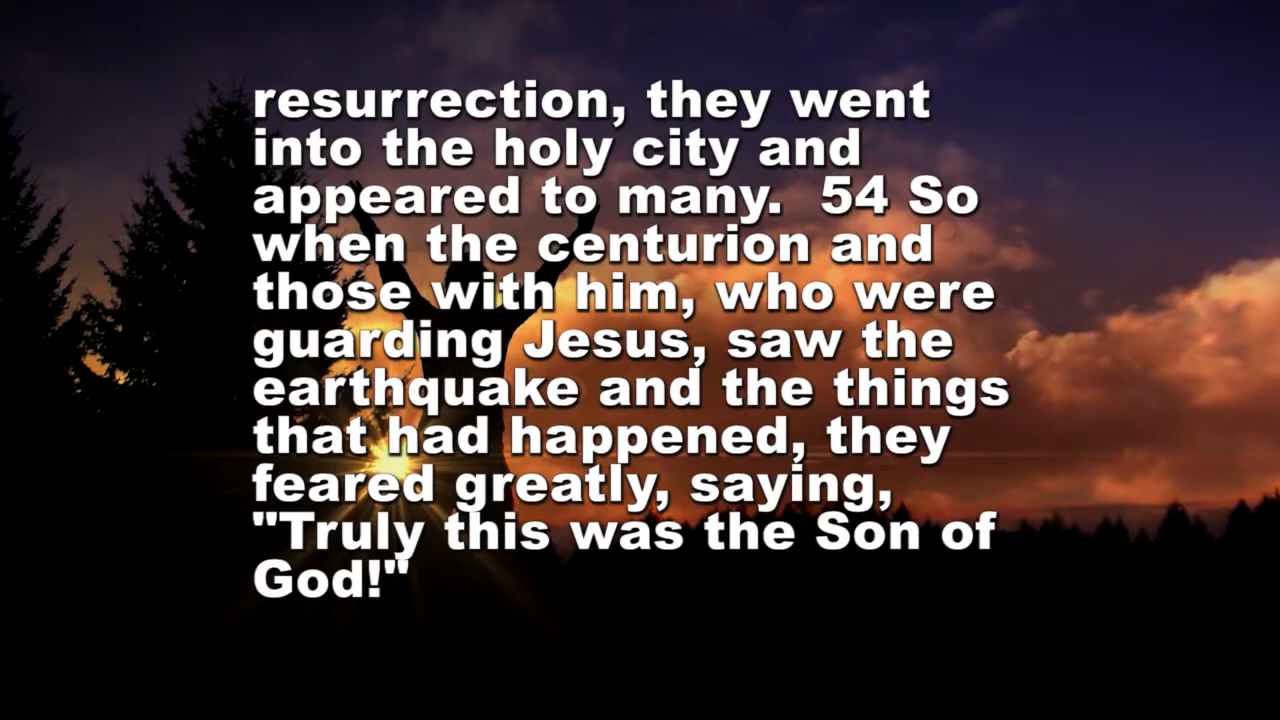 resurrection, they went
into the holy city and
appeared to many.  54 So
when the centurion and
those with him, who were
guarding Jesus, saw the
earthquake and the things
that had happened, they
feared greatly, saying,
"Truly this was the Son of
God!"